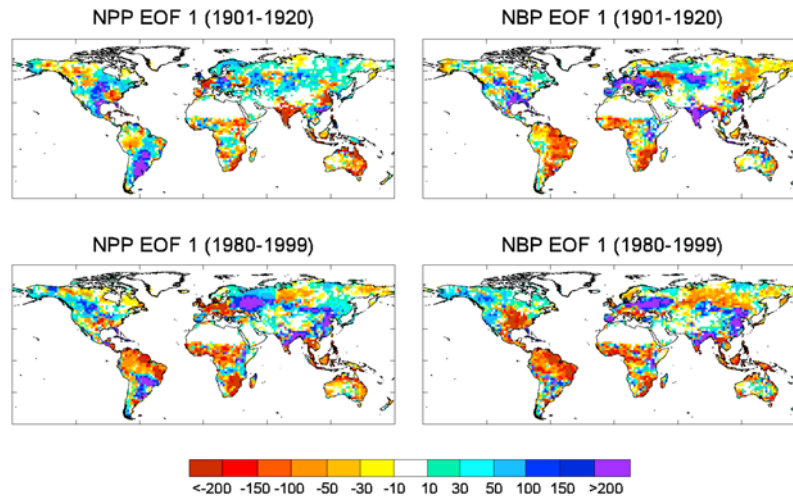 NPP EOF 1 (1901-1920) NBP EOF 1 (1901-1920)
NPP EOF 1 (1980-1999) NBP EOF 1 (1980-1999)
<-200 -150 -100 -50 -30 -10 10 30 50 100 150 >200